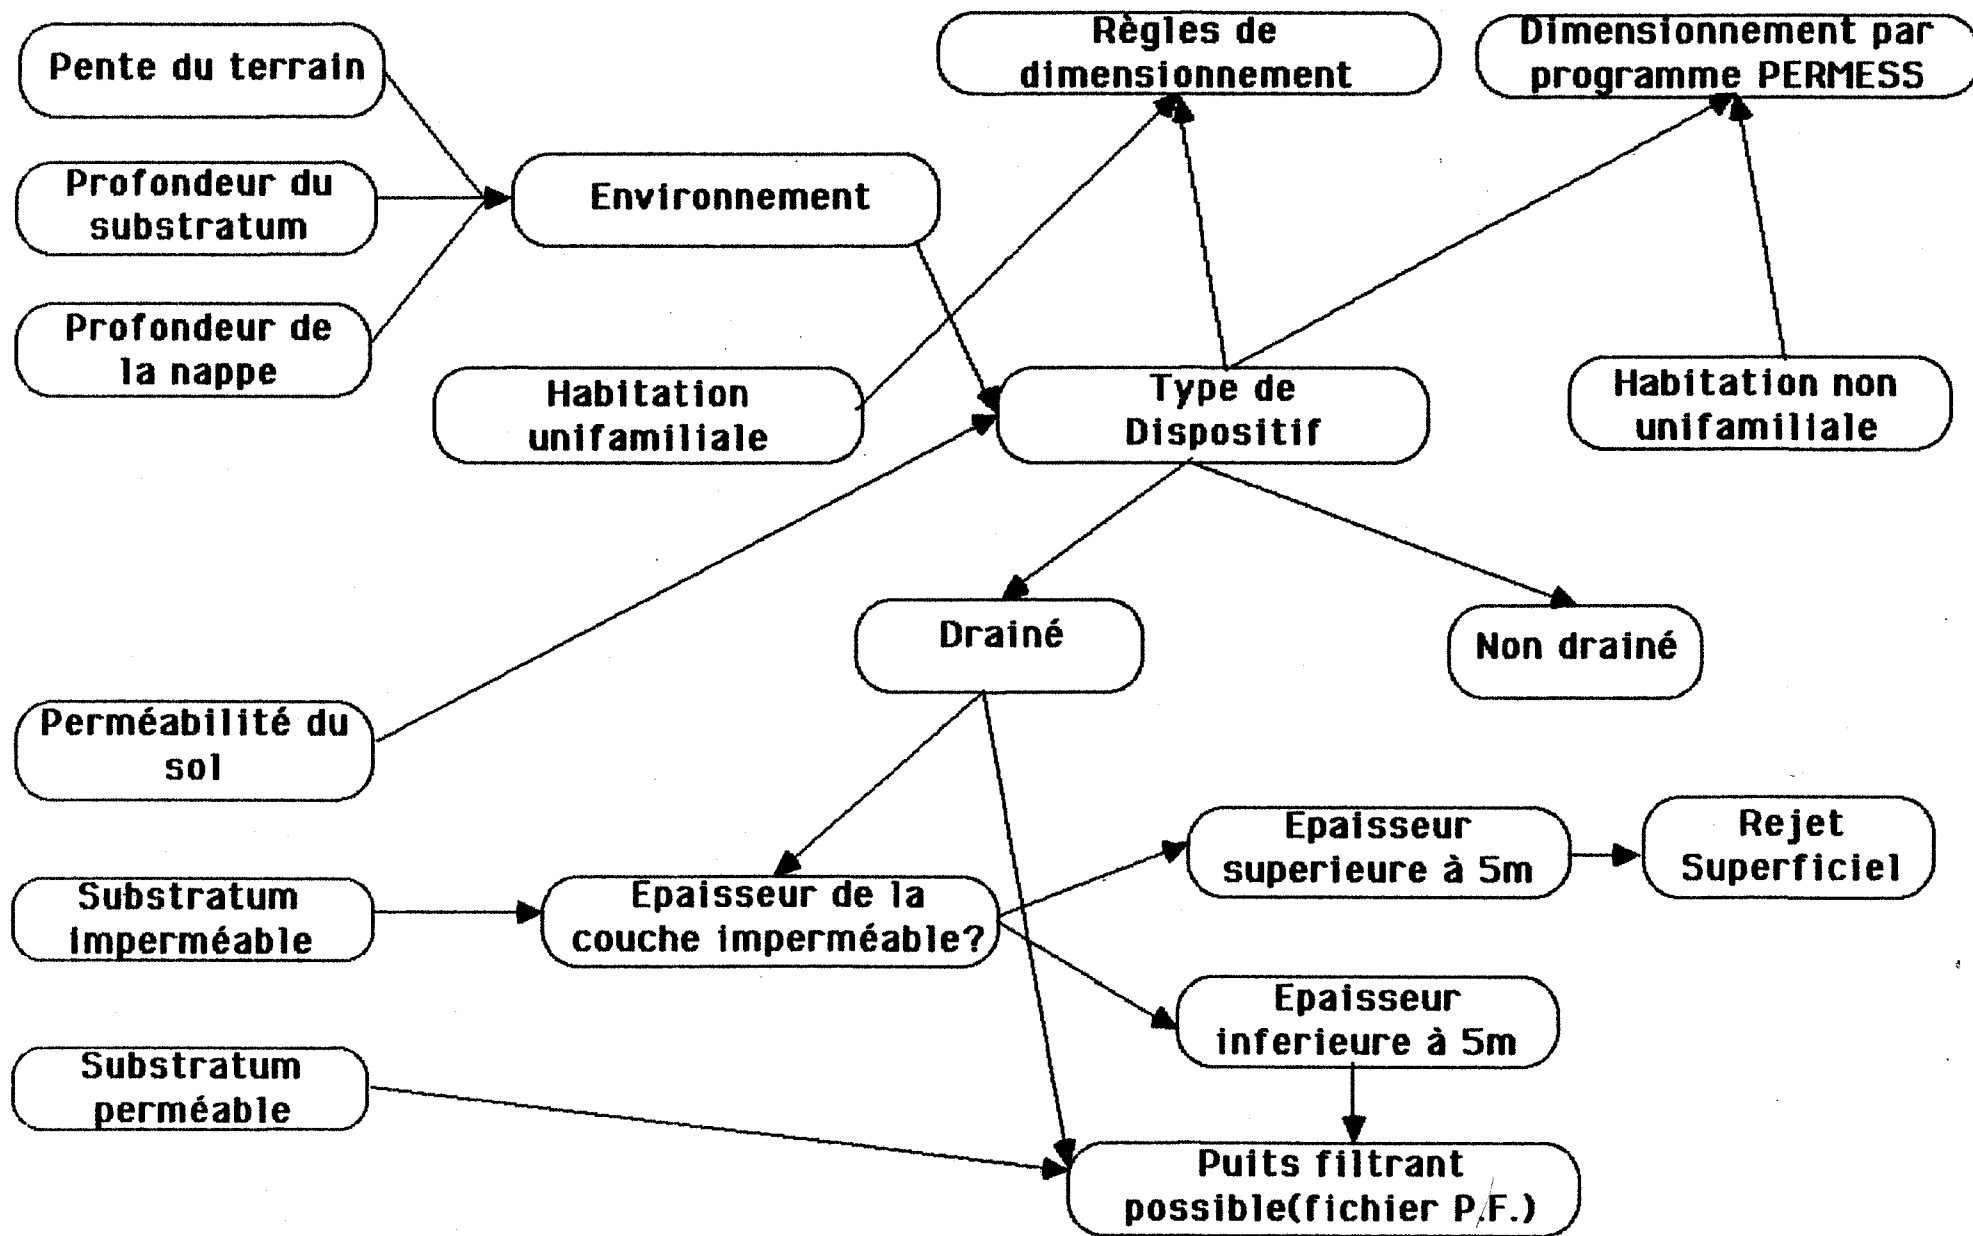 Pente du terrain
Règles de
dimensionnement
Dimensionnement par
programme PERMESS
Profondeur du
substratum
Environnement
Profondeur de
la nappe
Habitation
unifamiliale
Type de
Dispositif
Habitation non
unifamiliale
Drainé
Non drainé
Perméabilité du
sol
Epaisseur
superieure à 5m
Rejet
Superficiel
Substratum
imperméable
Epaisseur de la
couche imperméable?
Epaisseur
inferieure à 5m
Substratum
perméable
Puits filtrant
possible(fichier P.F.)